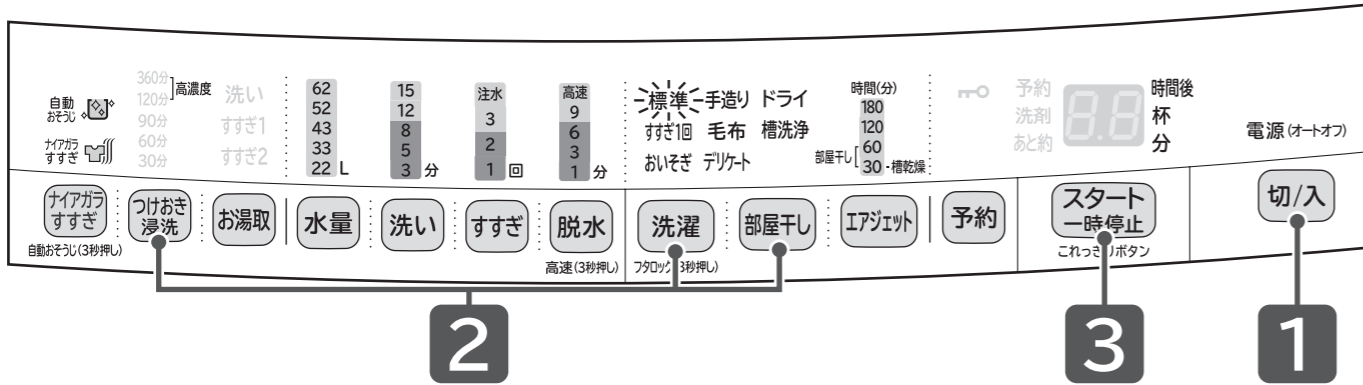 自動
おそうじ
ナイアガラ
すすぎ
360分
120分
90分
60分
30分
高濃度
洗い
すすぎ1
すすぎ2
62
52
43
33
22 L
15
12
8
5
3 分
注水
3
2
1 回
高速
9
6
3
1 分
標準 手造り ドライ
すすぎ1回 毛布 槽洗浄
おいそぎ デリケート
時間(分)
180
120
60
30 - 槽乾燥
部屋干し
予約
洗剤
あと約
8.8
時間後
杯
分
電源 (オートオフ)
ナイアガラ
すすぎ
自動おそうじ(3秒押し)
つけおき
浸洗
お湯取
水量
洗い
すすぎ
脱水
高速(3秒押し)
洗濯
フタロック(3秒押し)
部屋干し
エアジェット
予約
スタート
一時停止
これっきりボタン
切/入
2
3
1